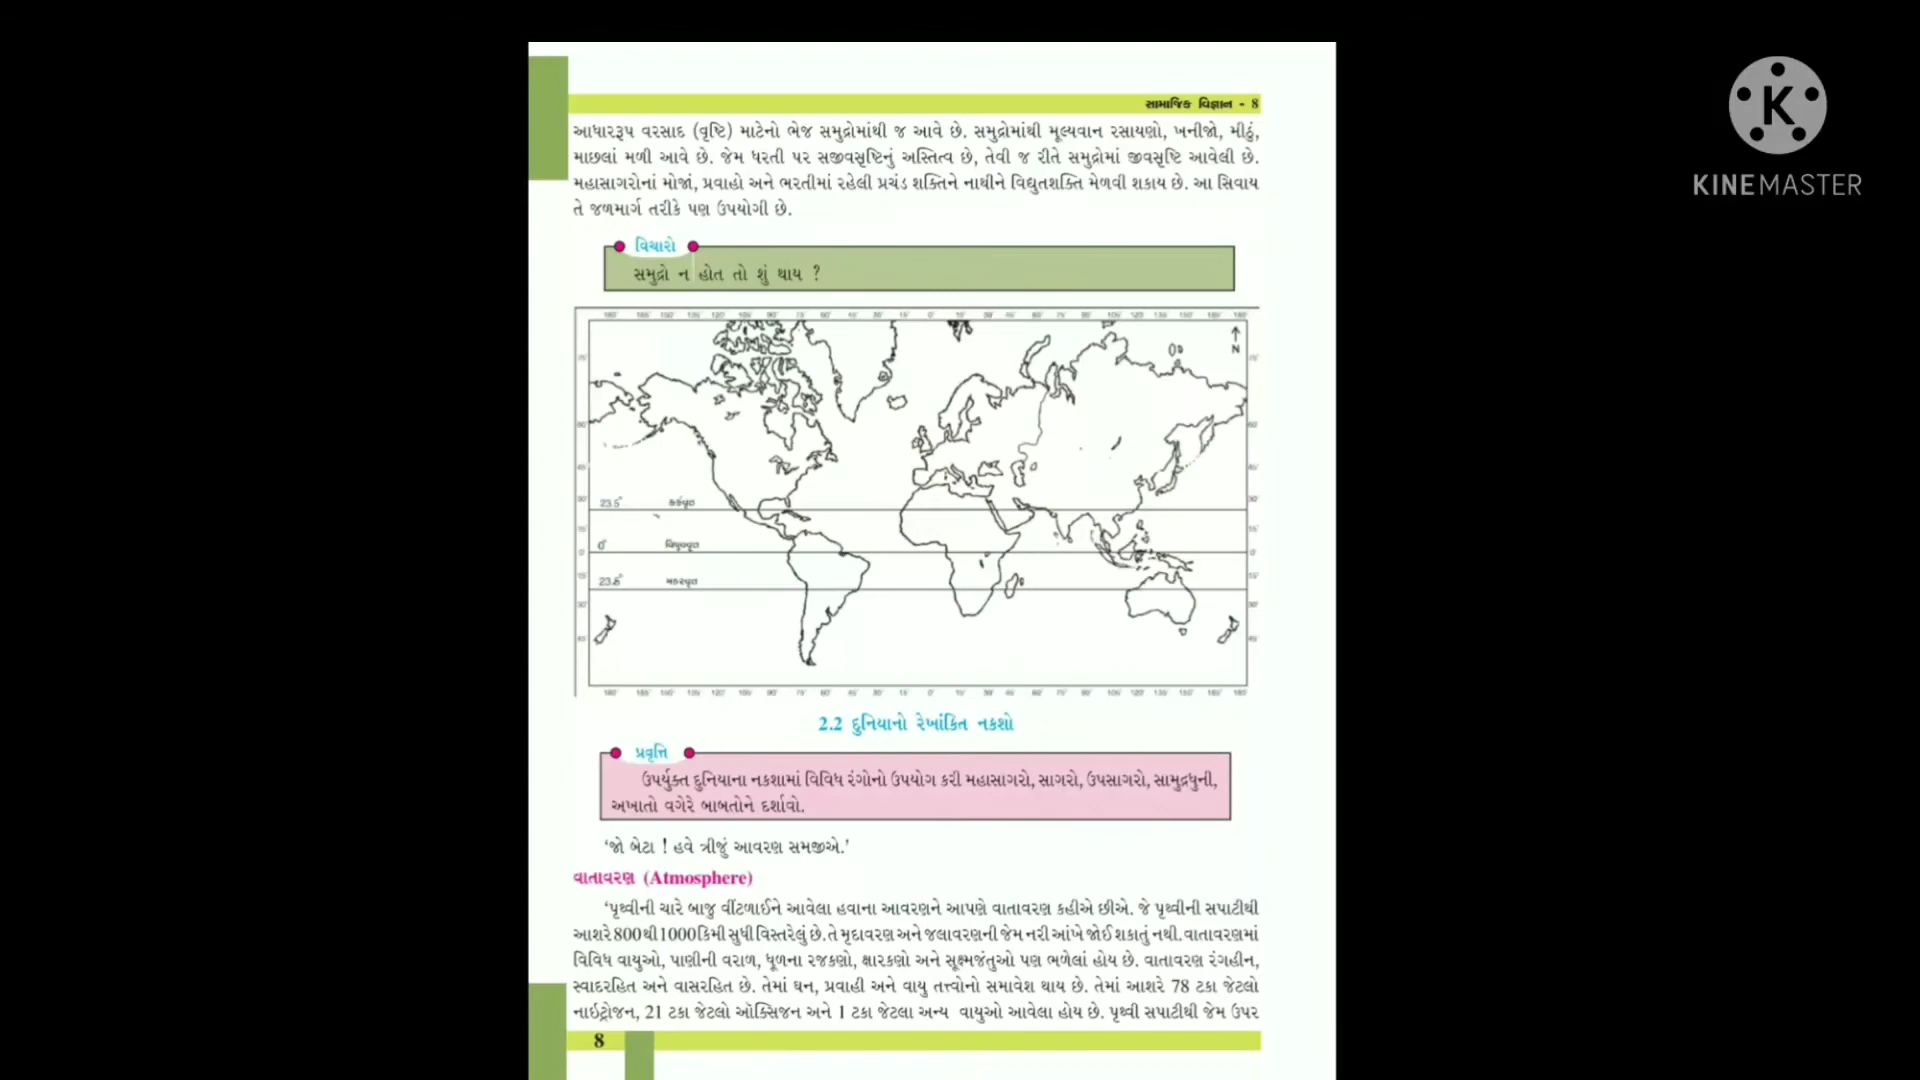 સામાજિક વિજ્ઞાન - 8
આધારરૂપ વરસાદ (વૃષ્ટિ) માટેનો ભેજ સમુદ્રોમાંથી જ આવે છે. સમુદ્રોમાંથી મૂલ્યવાન રસાયણો, ખનીજો, મીઠું,
માછલાં મળી આવે છે. જેમ ધરતી પર સજીવસૃષ્ટિનું અસ્તિત્વ છે, તેવી જ રીતે સમુદ્રોમાં જીવસૃષ્ટિ આવેલી છે.
મહાસાગરોનાં મોજાં, પ્રવાહો અને ભરતીમાં રહેલી પ્રચંડ શક્તિને નાથીને વિદ્યુતશક્તિ મેળવી શકાય છે. આ સિવાય
તે જળમાર્ગ તરીકે પણ ઉપયોગી છે.
KINEMASTER
વિચારો
સમુદ્રો ન હોત તો શું થાય ?
N
23.5°
કર્કવૃત
0°
વિષુવવૃત
23.5°
મકરવૃત
2.2 દુનિયાનો રેખાંકિત નકશો
પ્રવૃત્તિ
ઉપર્યુક્ત દુનિયાના નકશામાં વિવિધ રંગોનો ઉપયોગ કરી મહાસાગરો, સાગરો, ઉપસાગરો, સામુદ્રધુની,
અખાતો વગેરે બાબતોને દર્શાવો.
‘જો બેટા ! હવે ત્રીજું આવરણ સમજીએ.’
વાતાવરણ (Atmosphere)
‘પૃથ્વીની ચારે બાજુ વીંટળાઈને આવેલા હવાના આવરણને આપણે વાતાવરણ કહીએ છીએ. જે પૃથ્વીની સપાટીથી
આશરે 800થી 1000 કિમી સુધી વિસ્તરેલું છે. તે મૃદાવરણ અને જલાવરણની જેમ નરી આંખે જોઈ શકાતું નથી. વાતાવરણમાં
વિવિધ વાયુઓ, પાણીની વરાળ, ધૂળના રજકણો, ક્ષારકણો અને સૂક્ષ્મજંતુઓ પણ ભળેલાં હોય છે. વાતાવરણ રંગહીન,
સ્વાદરહિત અને વાસરહિત છે. તેમાં ઘન, પ્રવાહી અને વાયુ તત્ત્વોનો સમાવેશ થાય છે. તેમાં આશરે 78 ટકા જેટલો
નાઇટ્રોજન, 21 ટકા જેટલો ઑક્સિજન અને 1 ટકા જેટલા અન્ય વાયુઓ આવેલા હોય છે. પૃથ્વી સપાટીથી જેમ ઉપર
8